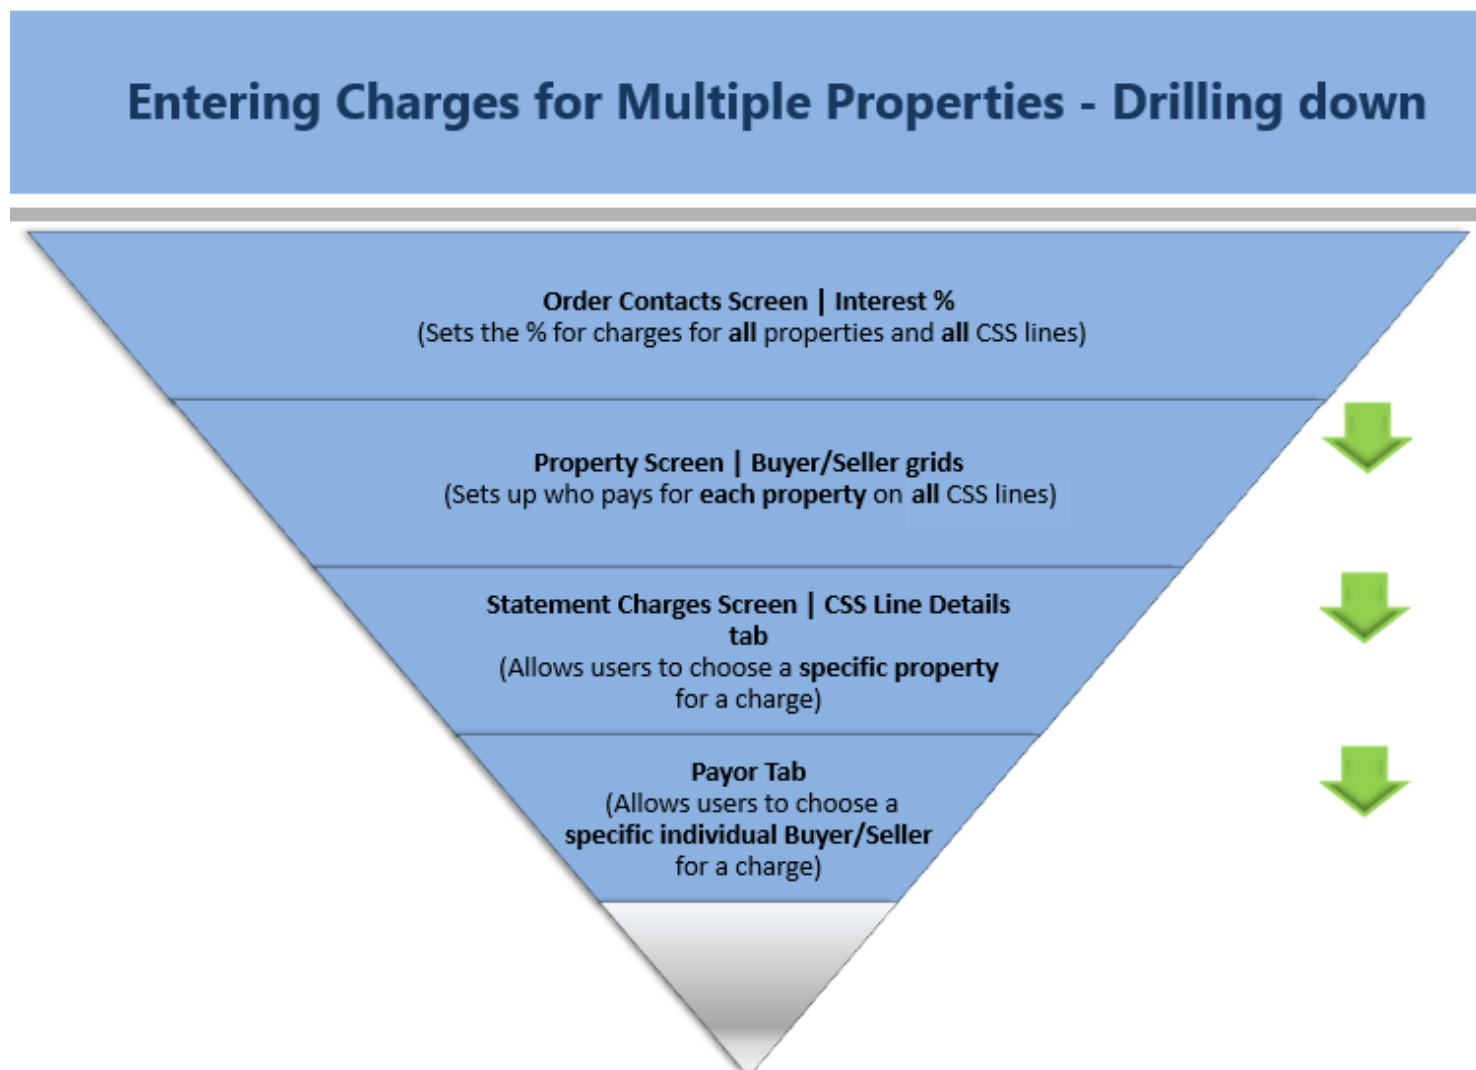 Entering Charges for Multiple Properties - Drilling down
Order Contacts Screen | Interest %
(Sets the % for charges for all properties and all CSS lines)
Property Screen | Buyer/Seller grids
(Sets up who pays for each property on all CSS lines)
Statement Charges Screen | CSS Line Details
tab
(Allows users to choose a specific property
for a charge)
Payor Tab
(Allows users to choose a
specific individual Buyer/Seller
for a charge)